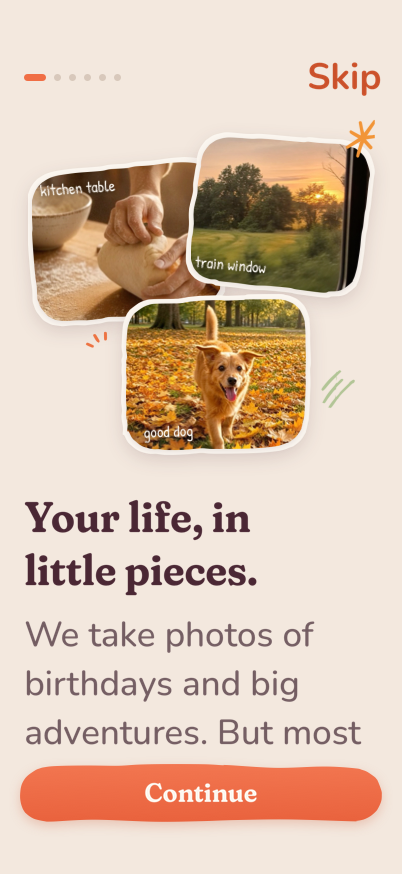 Skip
kitchen table
train window
good dog
Your life, in
little pieces.
We take photos of
birthdays and big
adventures. But most
Continue